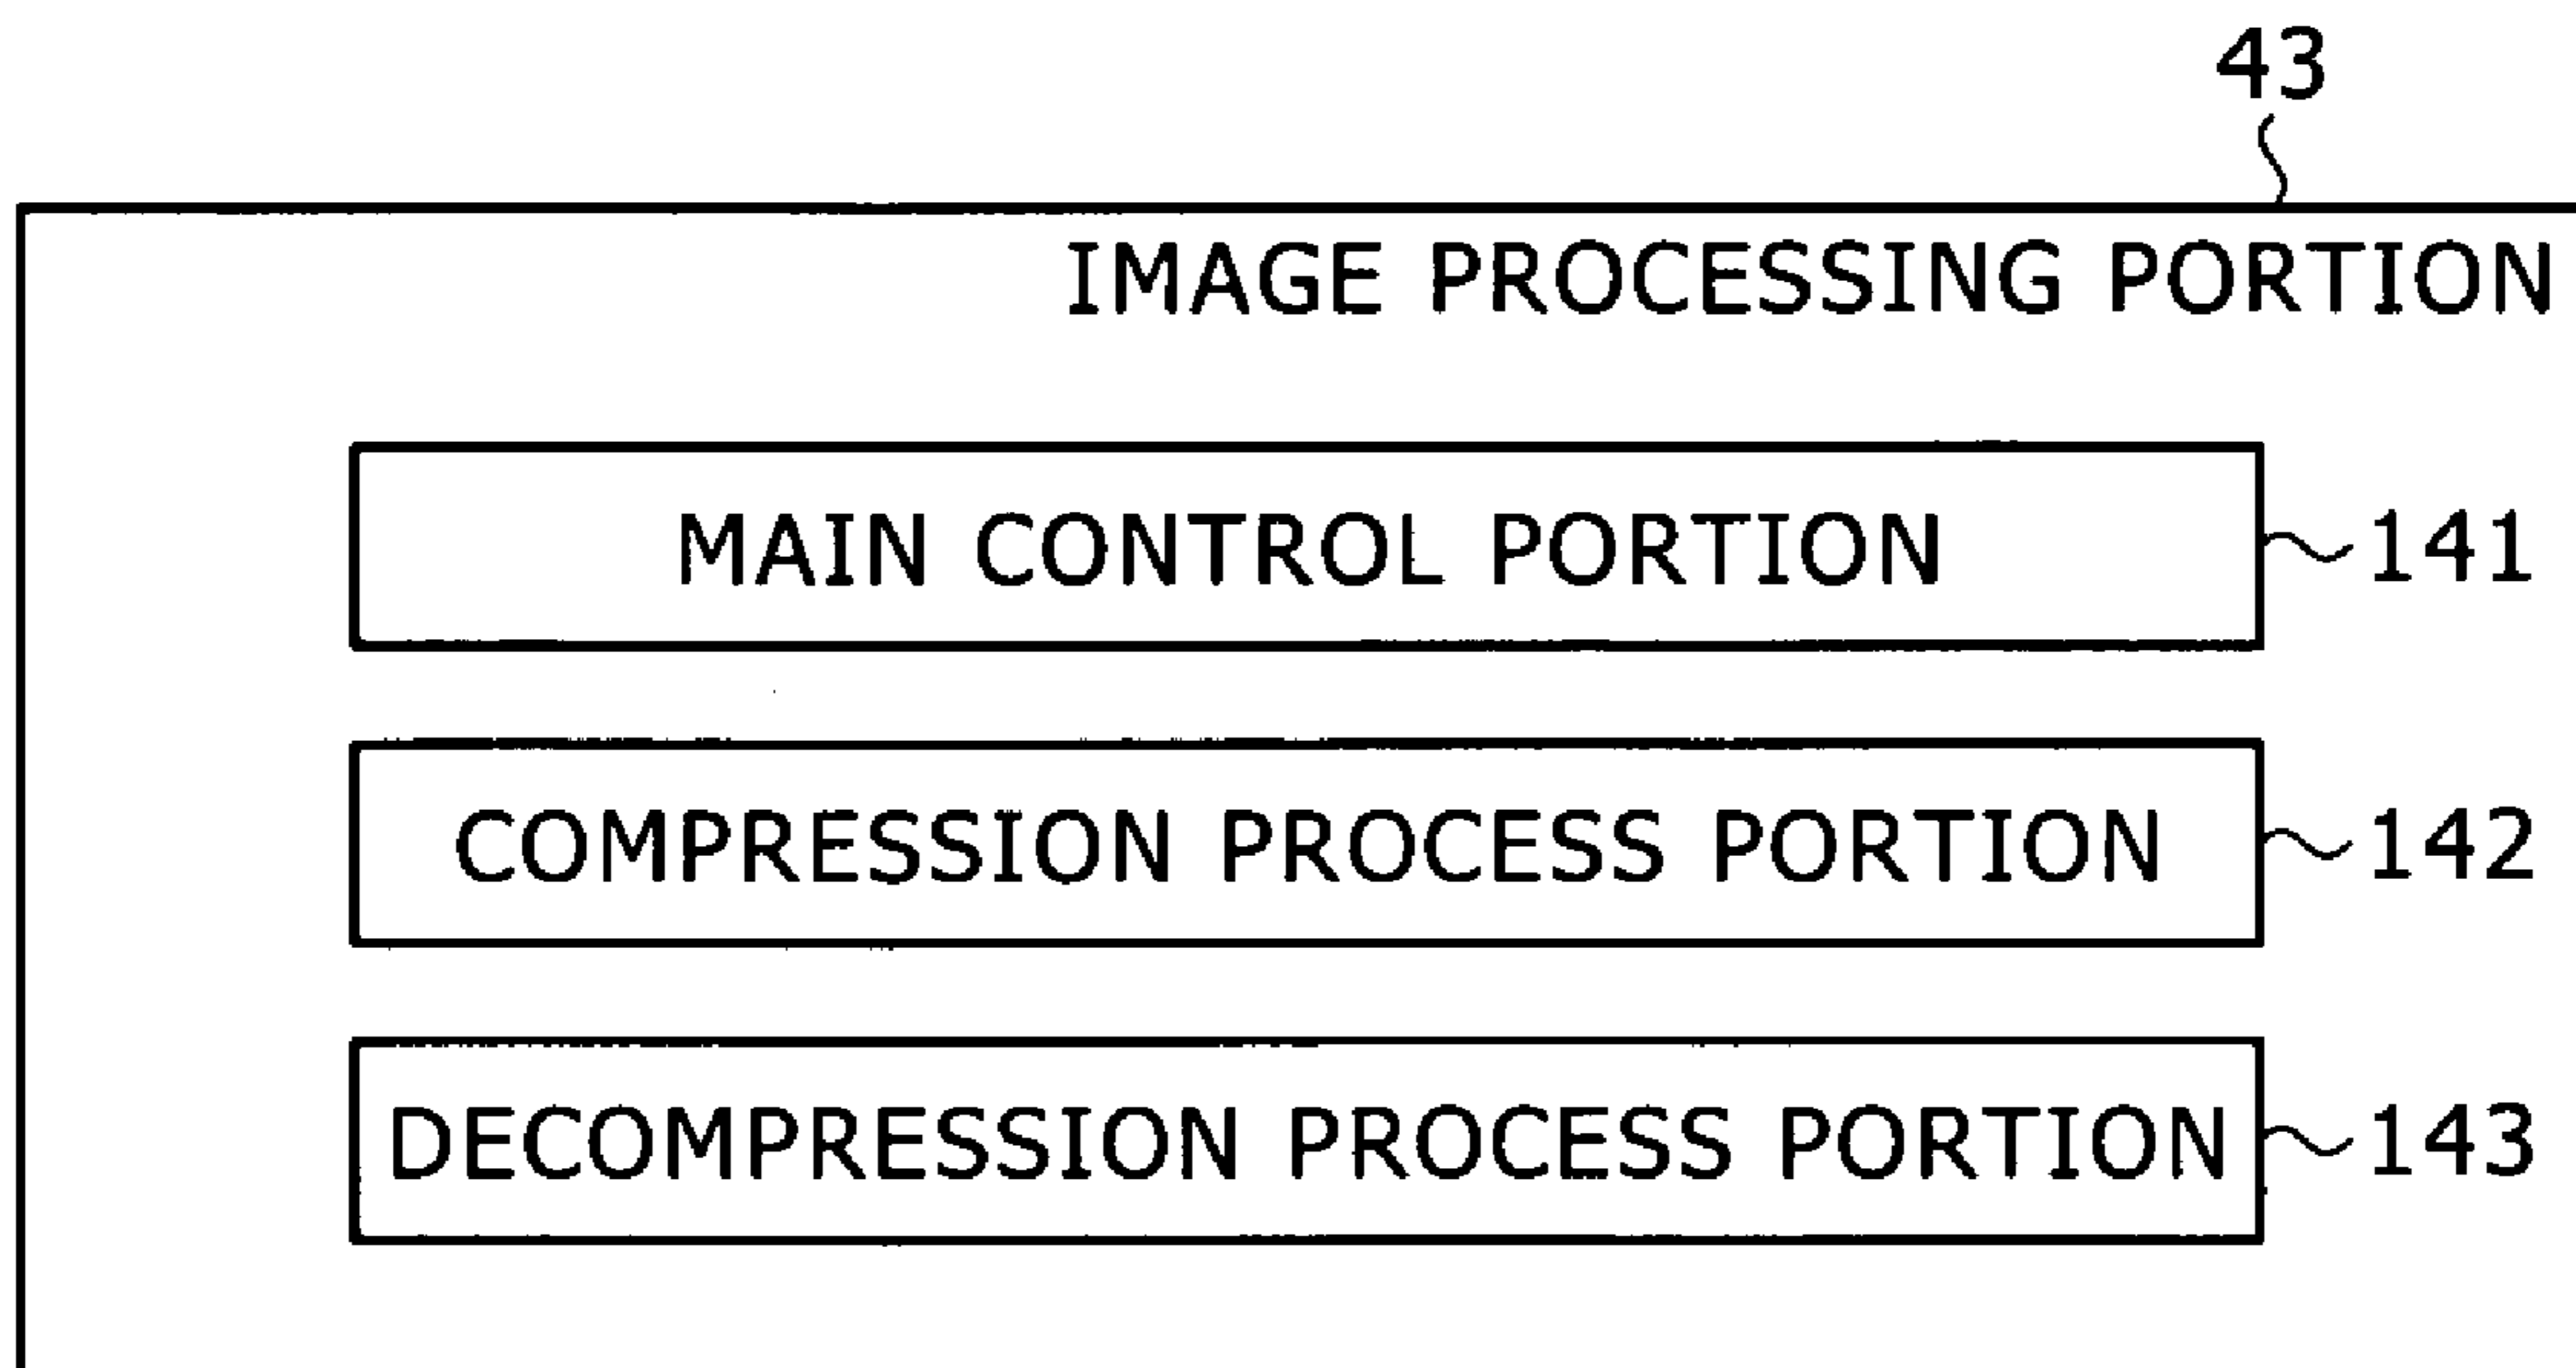 43
IMAGE PROCESSING PORTION
MAIN CONTROL PORTION 141
COMPRESSION PROCESS PORTION 142
DECOMPRESSION PROCESS PORTION 143